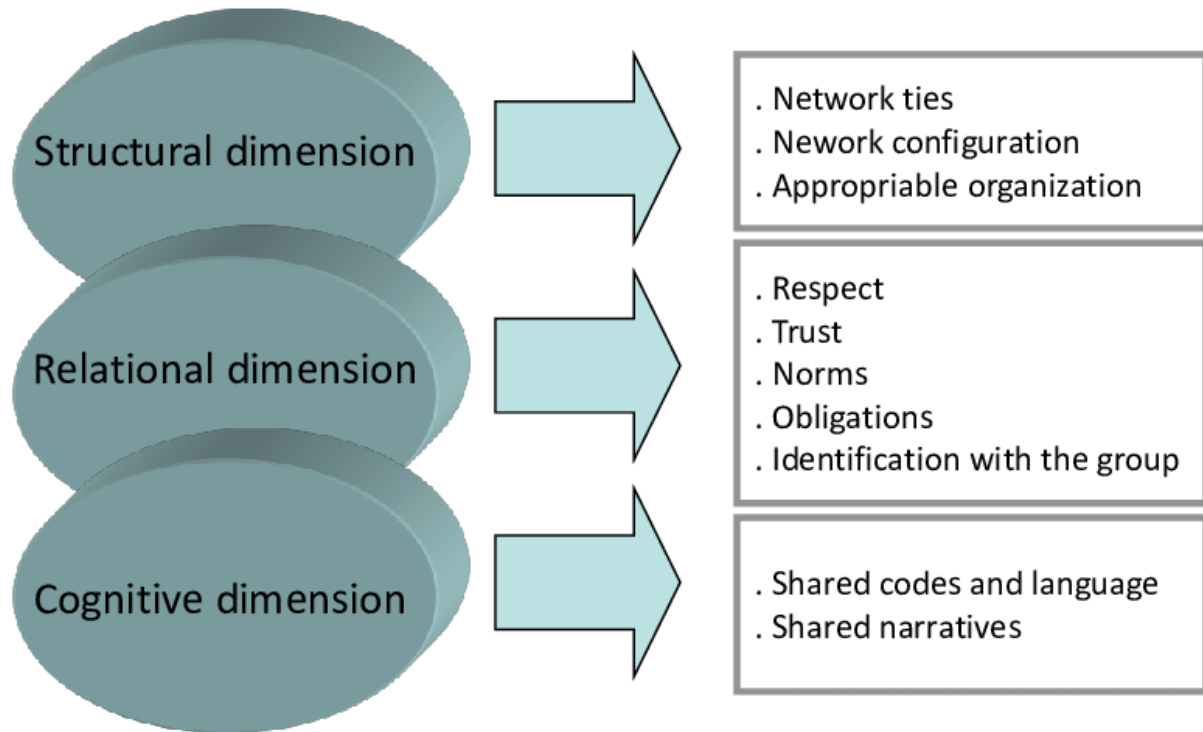 Structural dimension
. Network ties
. Nework configuration
. Appropriable organization
Relational dimension
. Respect
. Trust
. Norms
. Obligations
. Identification with the group
Cognitive dimension
. Shared codes and language
. Shared narratives